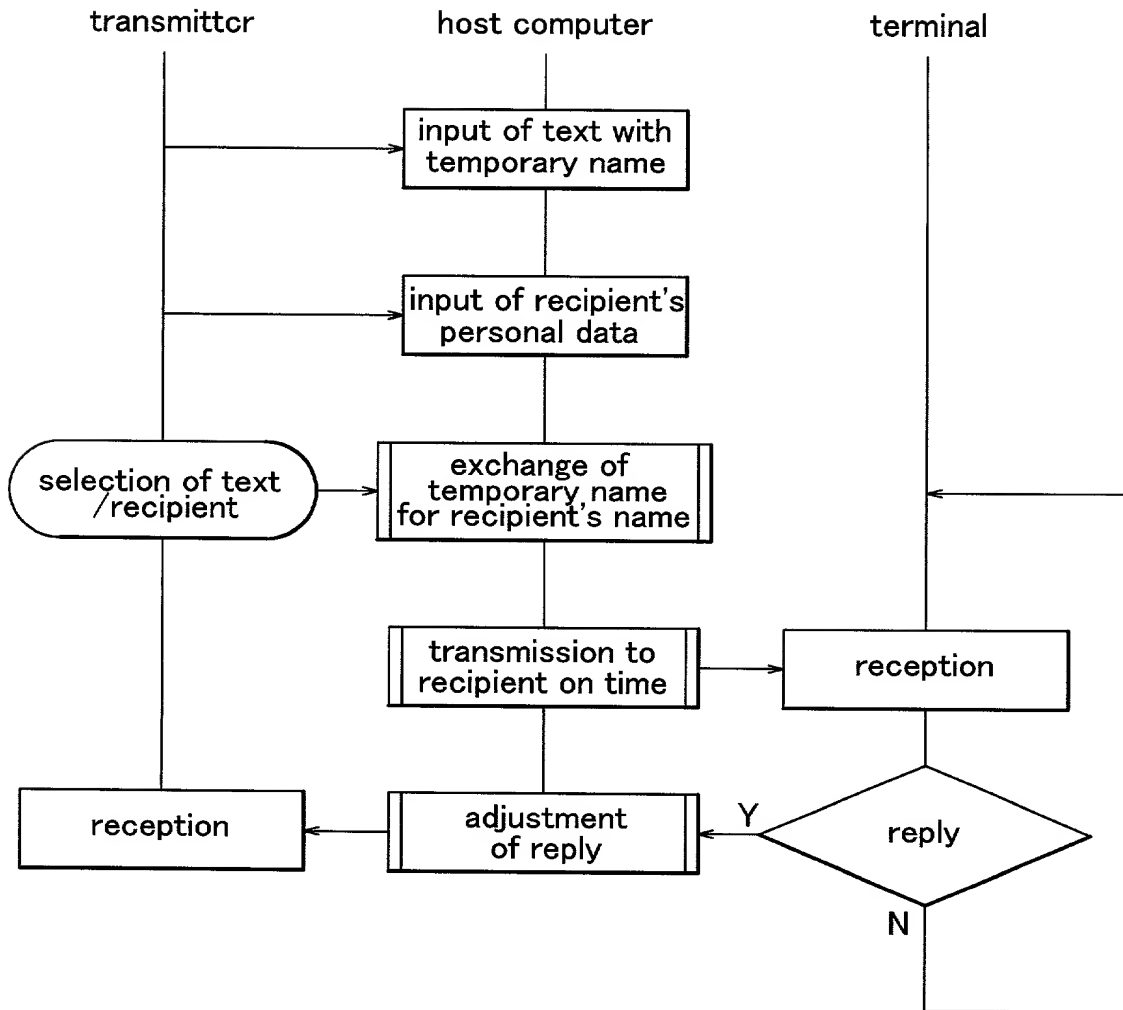 transmittcr
host computer
terminal
input of text with
temporary name
input of recipient's
personal data
selection of text
/recipient
exchange of
temporary name
for recipient's name
transmission to
recipient on time
reception
reception
adjustment
of reply
Y
reply
N